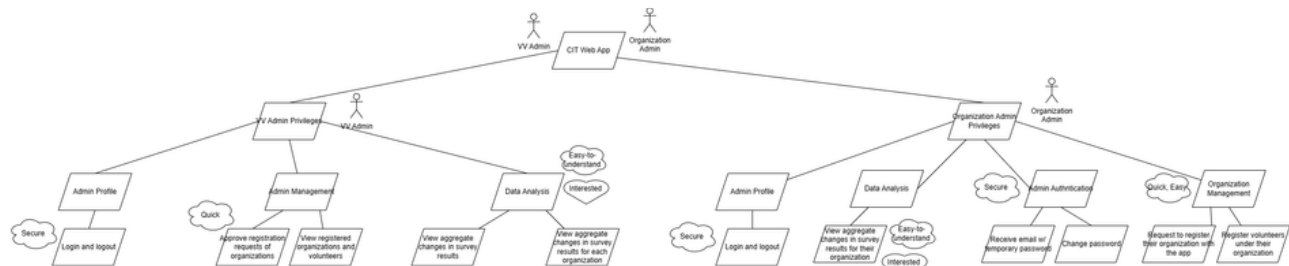 VV Admin
Organization
Admin
CIT Web App
VV Admin Privileges
VV Admin
Organization Admin
Privileges
Organization
Admin
Admin Profile
Secure
Login and logout
Admin Management
Quick
Approve registration
requests of
organizations
View registered
organizations and
volunteers
Data Analysis
Easy-to-
understand
Interested
View aggregate
changes in survey
results
View aggregate
changes in survey
results for each
organization
Admin Profile
Secure
Login and logout
Data Analysis
View aggregate
changes in survey
results for their
organization
Easy-to-
understand
Interested
Admin Authntication
Secure
Receive email w/
temporary password
Change password
Organization
Management
Quick, Easy
Request to register
their organization with
the app
Register volunteers
under their
organization